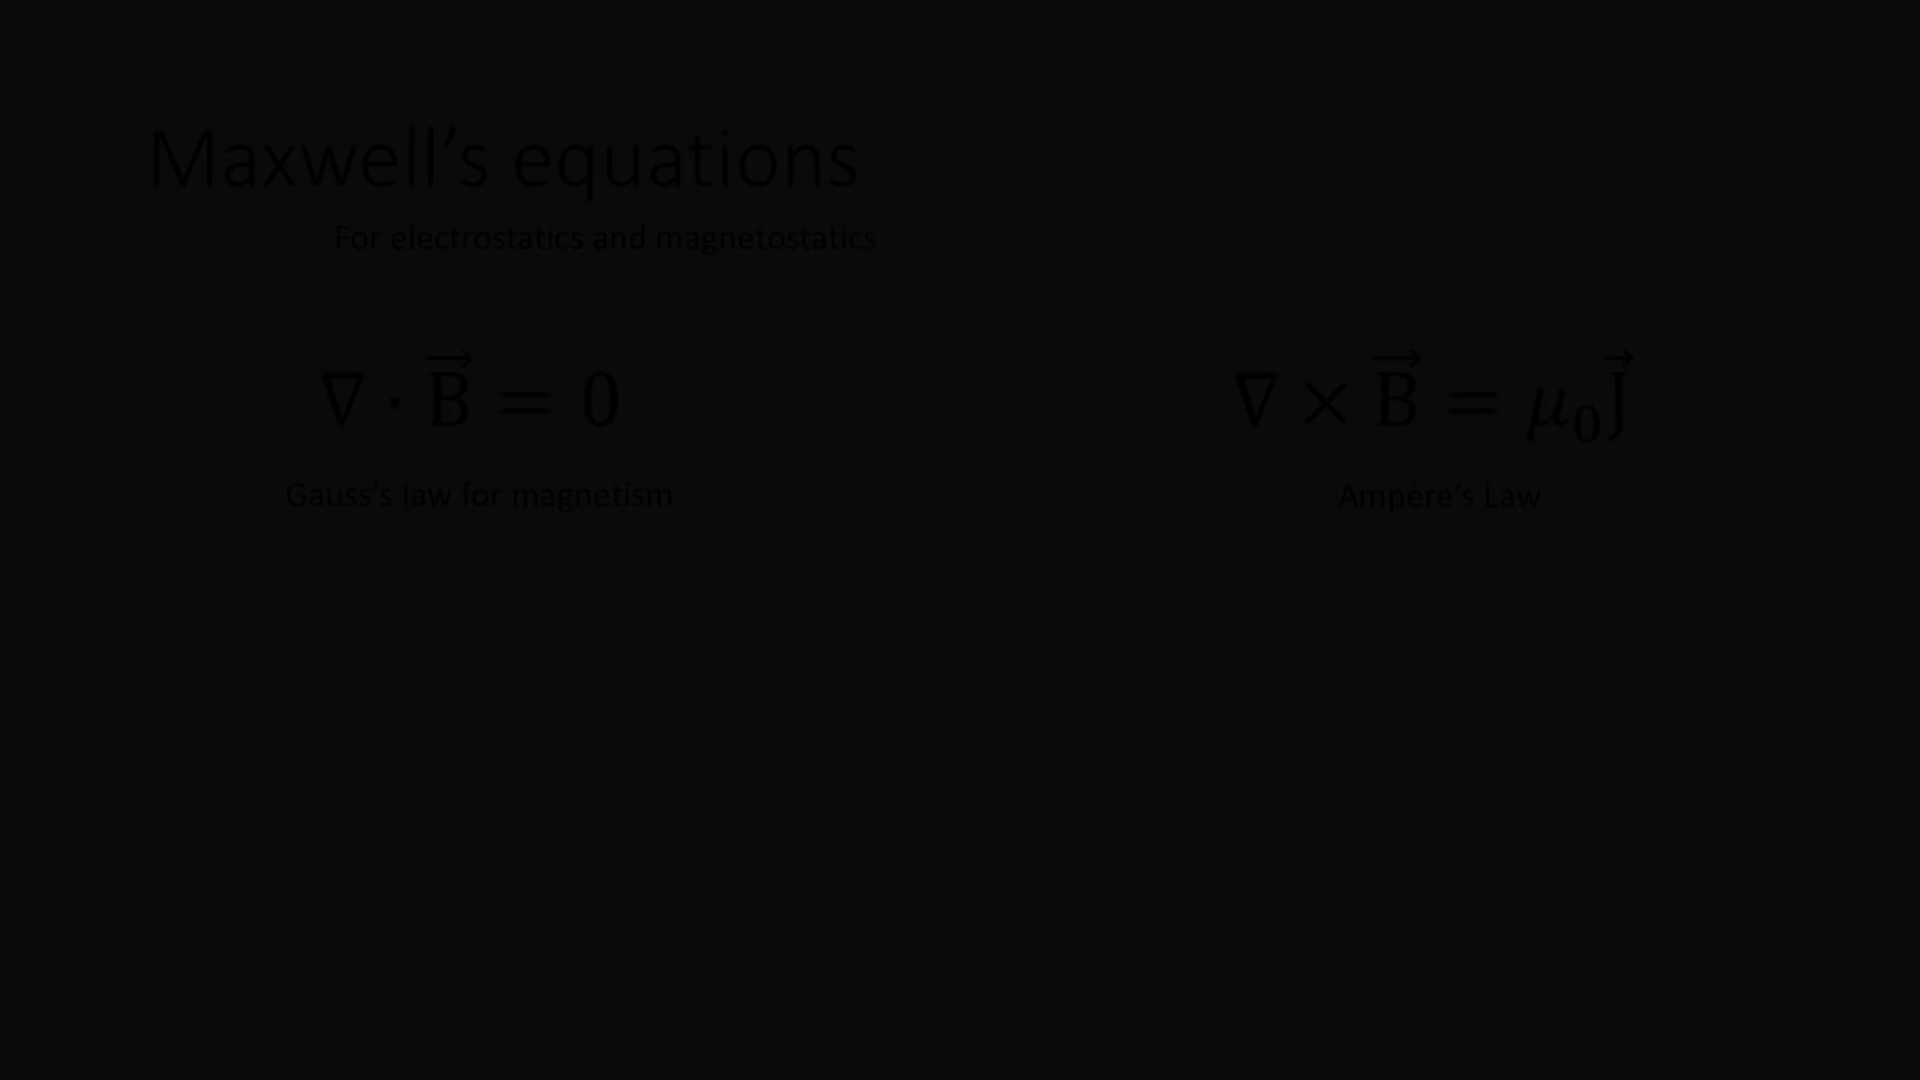 Maxwell’s equations
For electrostatics and magnetostatics
∇ · B⃗ = 0
∇ × B⃗ = μ₀J⃗
Gauss’s law for magnetism
Ampère’s Law